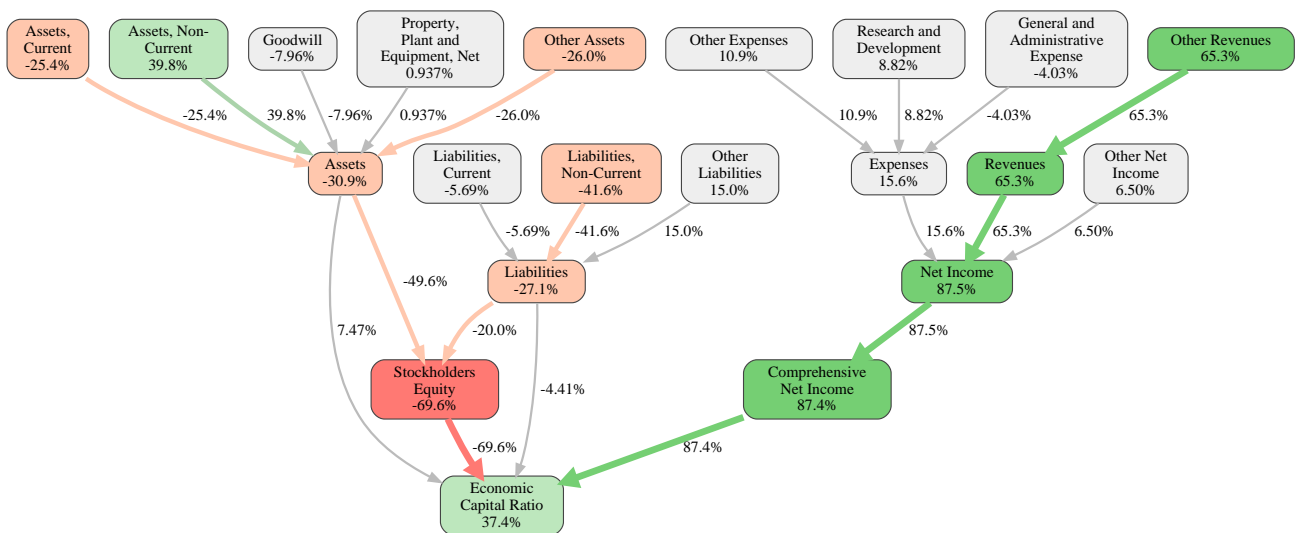 Assets,
Current
-25.4%
Assets, Non-
Current
39.8%
Goodwill
-7.96%
Property,
Plant and
Equipment, Net
0.937%
Other Assets
-26.0%
Other Expenses
10.9%
Research and
Development
8.82%
General and
Administrative
Expense
-4.03%
Other Revenues
65.3%
-25.4%
39.8%
-7.96%
0.937%
-26.0%
10.9%
8.82%
-4.03%
65.3%
Assets
-30.9%
Liabilities,
Current
-5.69%
Liabilities,
Non-Current
-41.6%
Other
Liabilities
15.0%
Expenses
15.6%
Revenues
65.3%
Other Net
Income
6.50%
-5.69%
-41.6%
15.0%
15.6%
65.3%
6.50%
Liabilities
-27.1%
Net Income
87.5%
-49.6%
7.47%
-20.0%
87.5%
Stockholders
Equity
-69.6%
-4.41%
Comprehensive
Net Income
87.4%
-69.6%
87.4%
Economic
Capital Ratio
37.4%